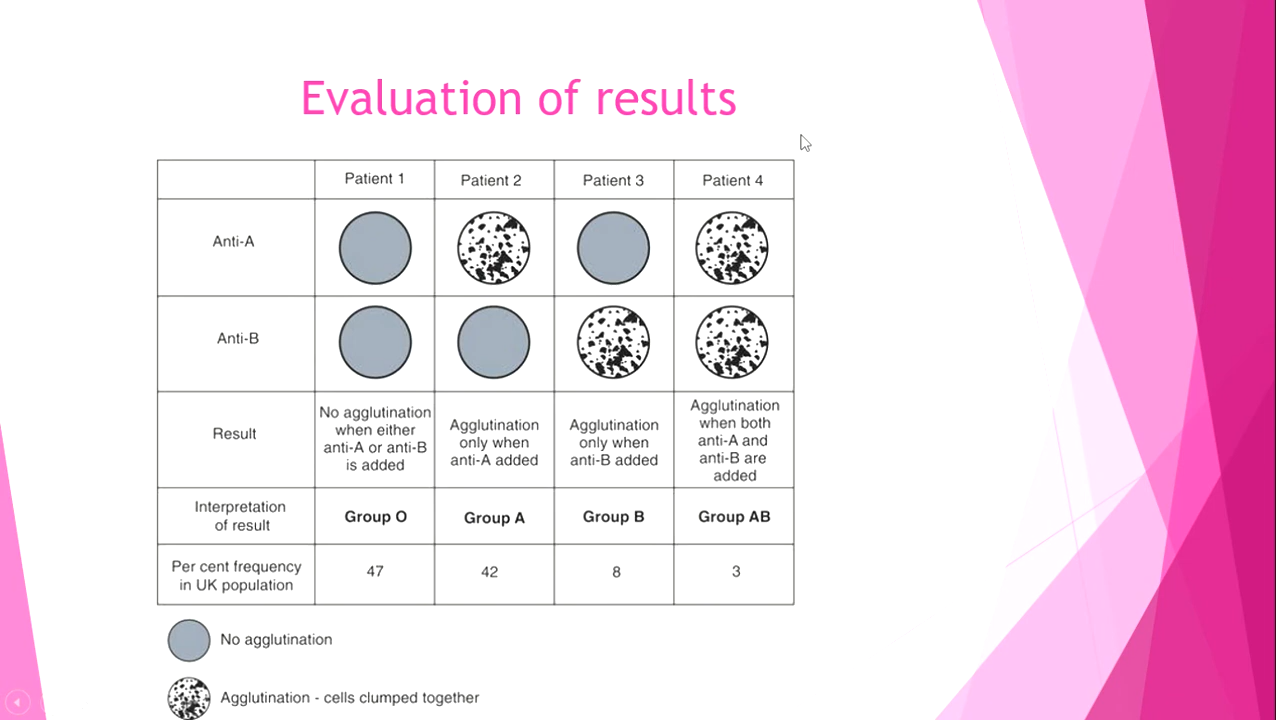 Evaluation of results
Patient 1
Patient 2
Patient 3
Patient 4
Anti-A
Anti-B
Result
No agglutination
when either
anti-A or anti-B
is added
Agglutination
only when
anti-A added
Agglutination
only when
anti-B added
Agglutination
when both
anti-A and
anti-B are
added
Interpretation
of result
Group O
Group A
Group B
Group AB
Per cent frequency
in UK population
47
42
8
3
No agglutination
Agglutination - cells clumped together